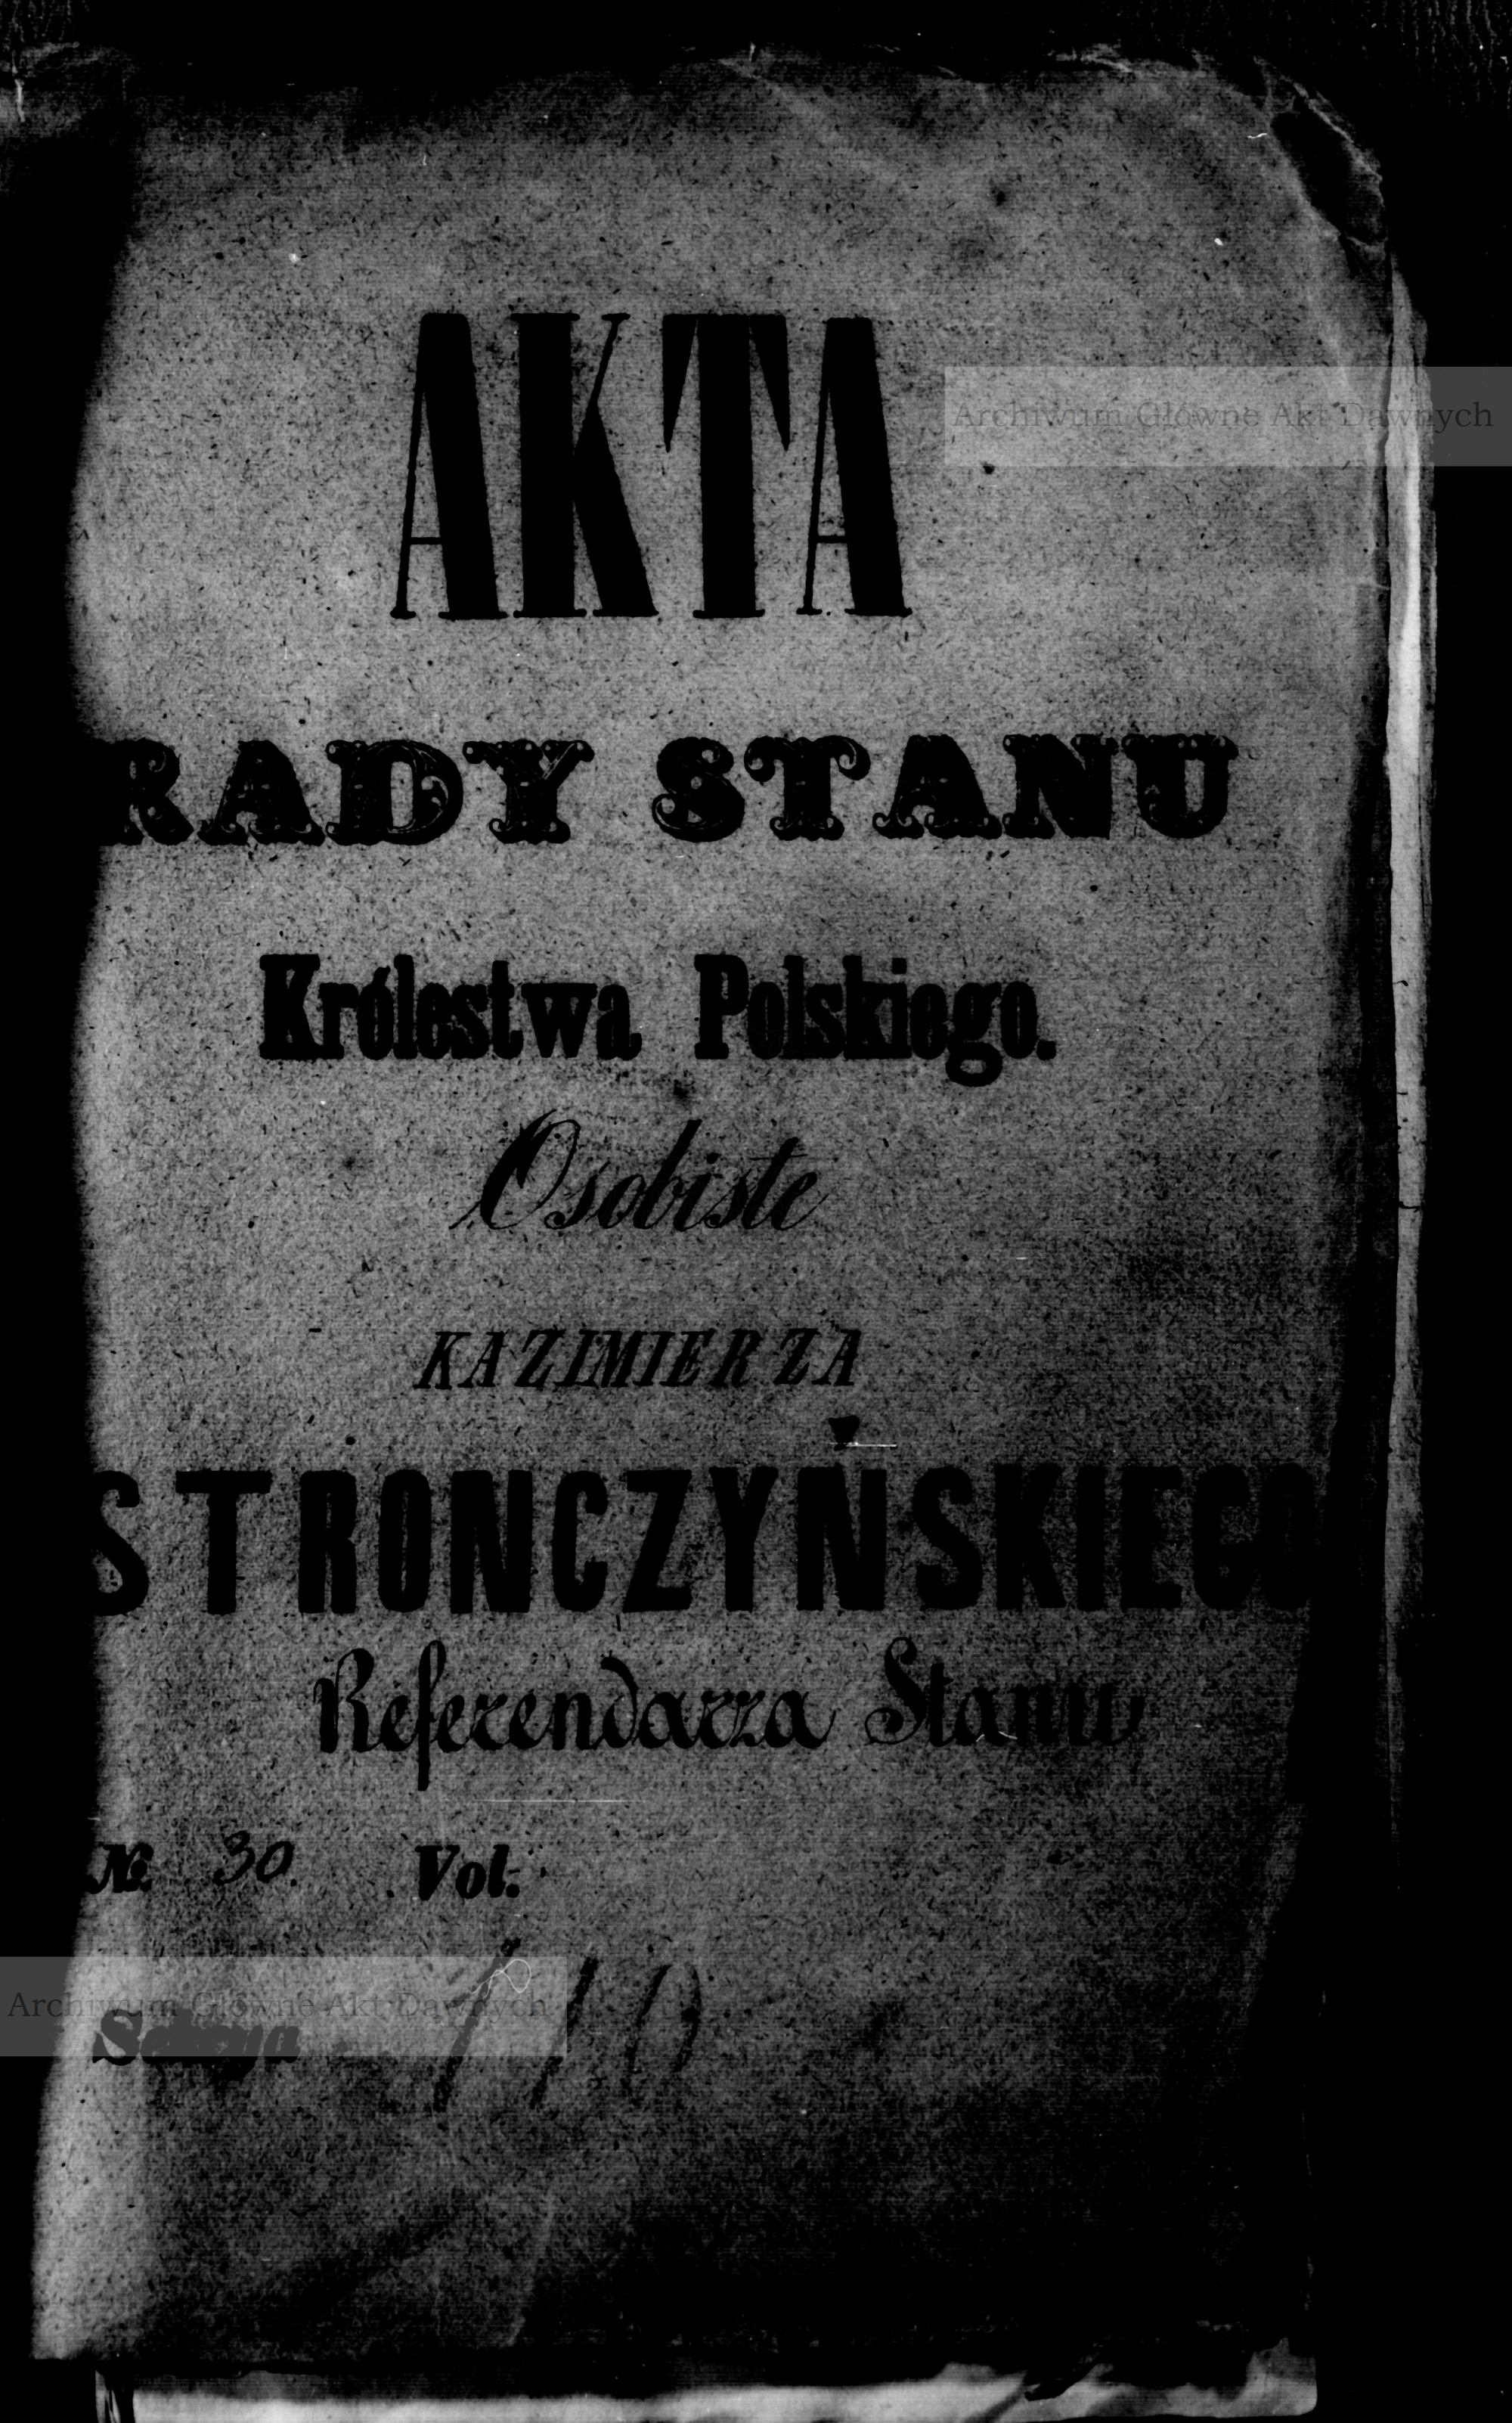 AKTA
Archiwum Główne Akt Dawnych
RADY STANU
Królestwa Polskiego.
Osobiste
KAZIMIERZA
STRONCZYŃSKIEGO
Referendarza Stanu
№ 30. Vol:
Archiwum Główne Akt Dawnych
Sekcya
110